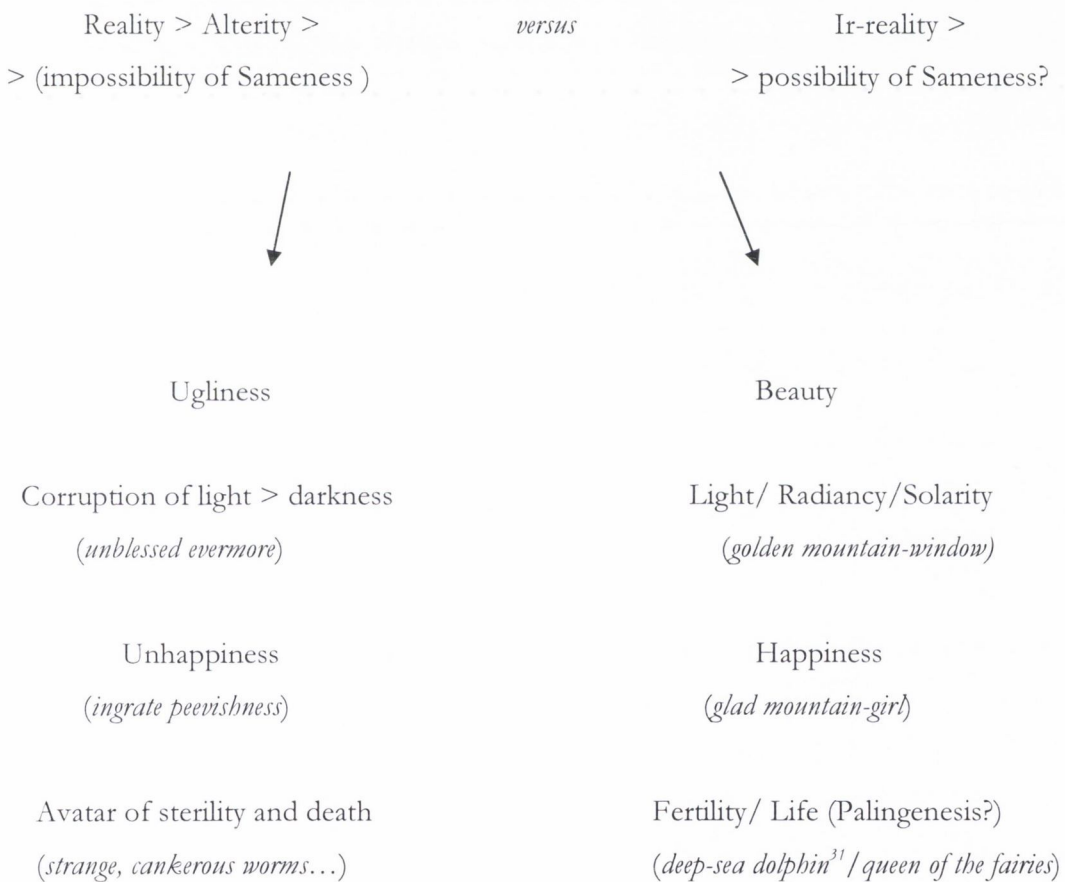 Reality > Alterity > versus Ir-reality >
> (impossibility of Sameness ) > possibility of Sameness?
Ugliness Beauty
Corruption of light > darkness Light/ Radiancy/Solarity
(unblessed evermore) (golden mountain-window)
Unhappiness Happiness
(ingrate peevishness) (glad mountain-girl)
Avatar of sterility and death Fertility/ Life (Palingenesis?)
(strange, cankerous worms…) (deep-sea dolphin31/queen of the fairies)